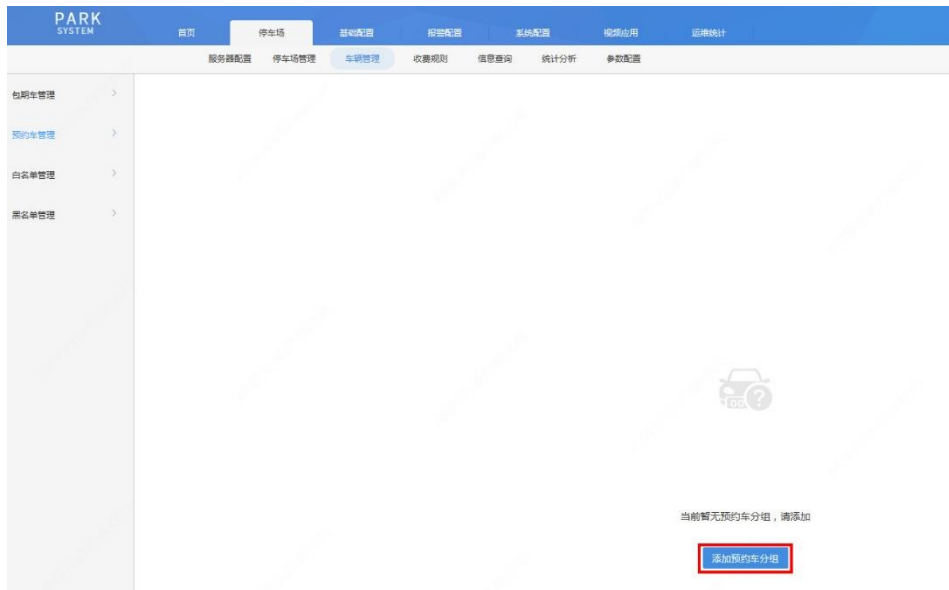 PARK
SYSTEM
首页 停车场 基础配置 报警配置 系统配置 视频应用 运维统计
服务器配置 停车场管理 车辆管理 收费规则 信息查询 统计分析 参数配置
包期车管理
预约车管理
白名单管理
黑名单管理
当前暂无预约车分组，请添加
添加预约车分组